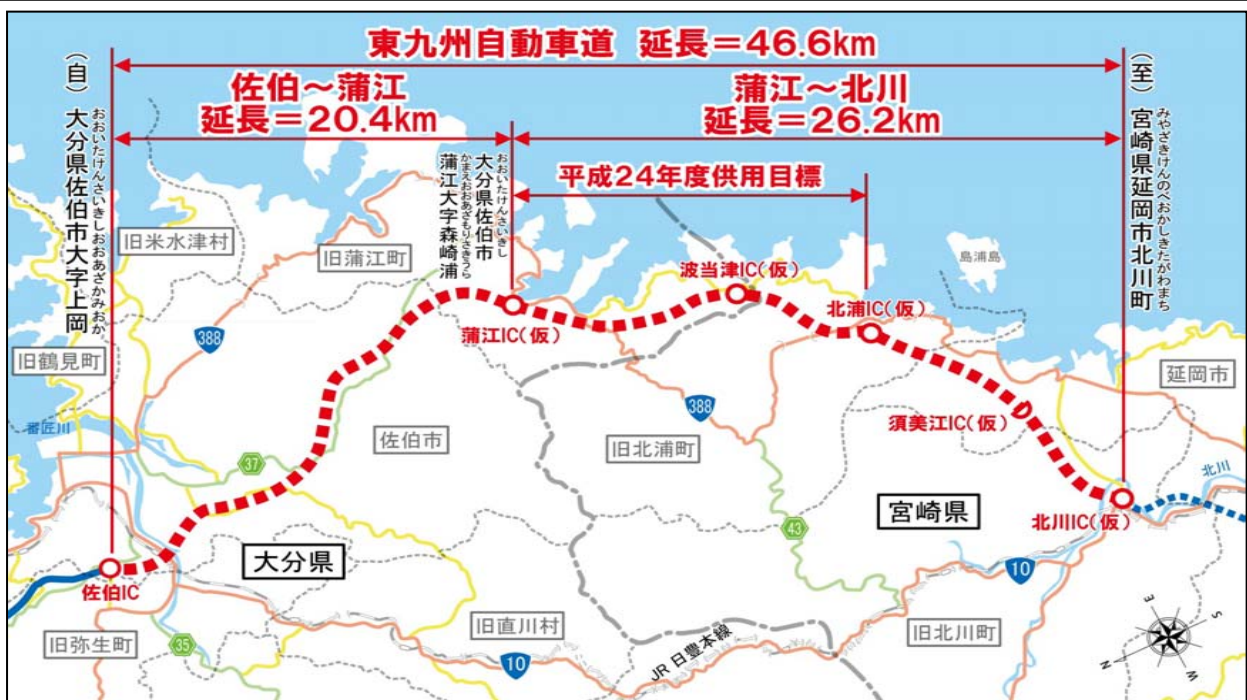 東九州自動車道 延長＝46.6km
佐伯～蒲江
延長＝20.4km
蒲江～北川
延長＝26.2km
平成24年度供用目標
（自）大分県佐伯市大字上岡
おおいたけんさいきしおおあざかみおか
大分県佐伯市
おおいたけんさいきし
蒲江大字森崎浦
かまえおおあざもりさきうら
（至）宮崎県延岡市北川町
みやざきけんのべおかしきたがわまち
旧米水津村
旧蒲江町
388
旧鶴見町
番匠川
37
佐伯市
蒲江IC(仮)
波当津IC(仮)
北浦IC(仮)
島浦島
延岡市
388
旧北浦町
須美江IC(仮)
宮崎県
北川
北川IC(仮)
43
大分県
佐伯IC
旧弥生町
35
旧直川村
10
JR 日豊本線
旧北川町
10
N
E
S
W